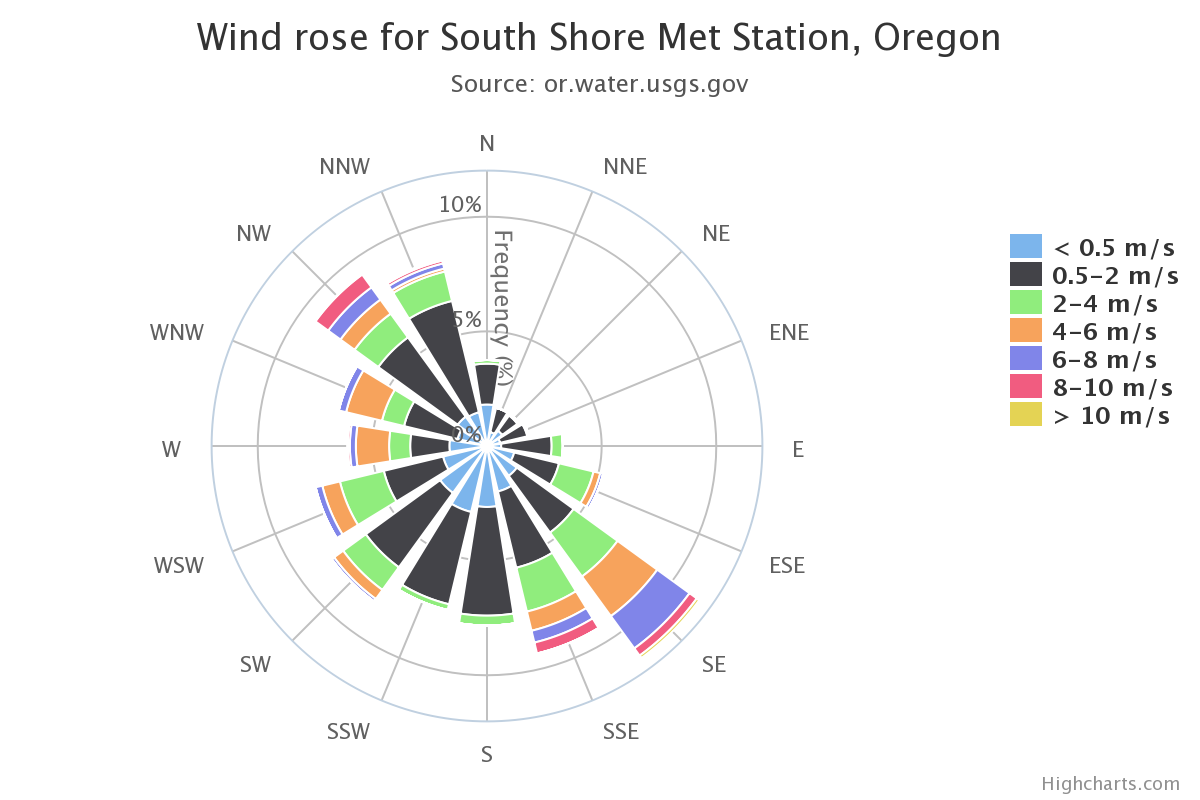 Wind rose for South Shore Met Station, Oregon
Source: or.water.usgs.gov
N
NNE
NE
ENE
E
ESE
SE
SSE
S
SSW
SW
WSW
W
WNW
NW
NNW
10%
5%
0%
Frequency (%)
< 0.5 m/s
0.5–2 m/s
2–4 m/s
4–6 m/s
6–8 m/s
8–10 m/s
> 10 m/s
Highcharts.com